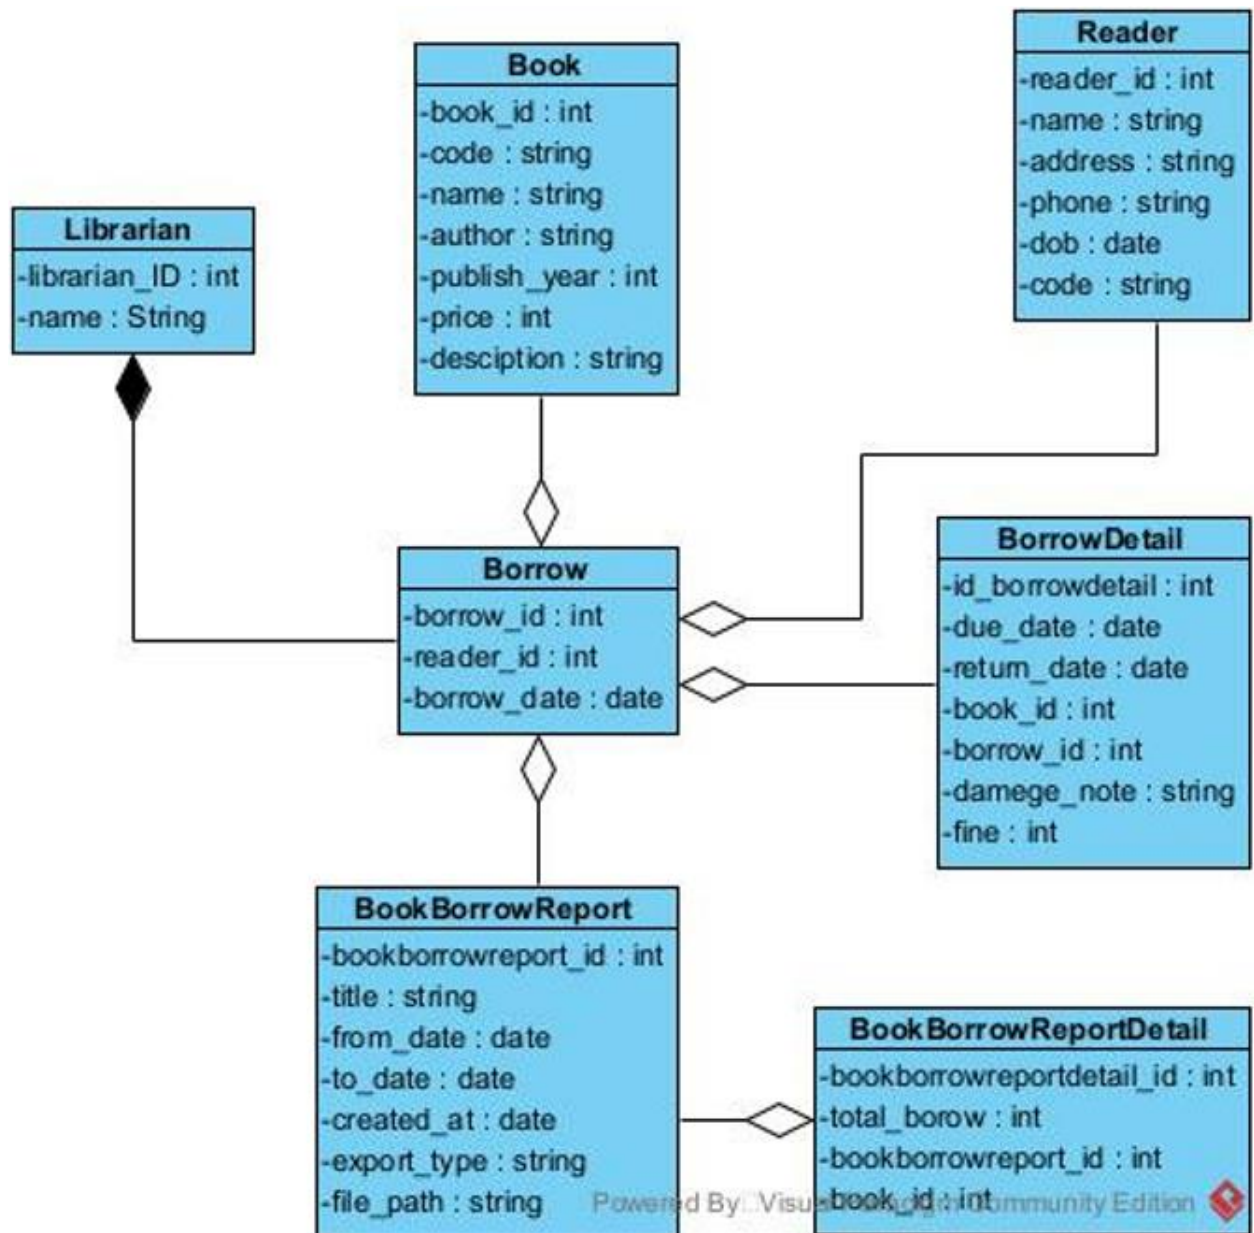 Librarian
-librarian_ID : int
-name : String
Book
-book_id : int
-code : string
-name : string
-author : string
-publish_year : int
-price : int
-desciption : string
Reader
-reader_id : int
-name : string
-address : string
-phone : string
-dob : date
-code : string
Borrow
-borrow_id : int
-reader_id : int
-borrow_date : date
BorrowDetail
-id_borrowdetail : int
-due_date : date
-return_date : date
-book_id : int
-borrow_id : int
-damege_note : string
-fine : int
BookBorrowReport
-bookborrowreport_id : int
-title : string
-from_date : date
-to_date : date
-created_at : date
-export_type : string
-file_path : string
BookBorrowReportDetail
-bookborrowreportdetail_id : int
-total_borow : int
-bookborrowreport_id : int
-book_id : int
Powered By: Visual Paradigm Community Edition